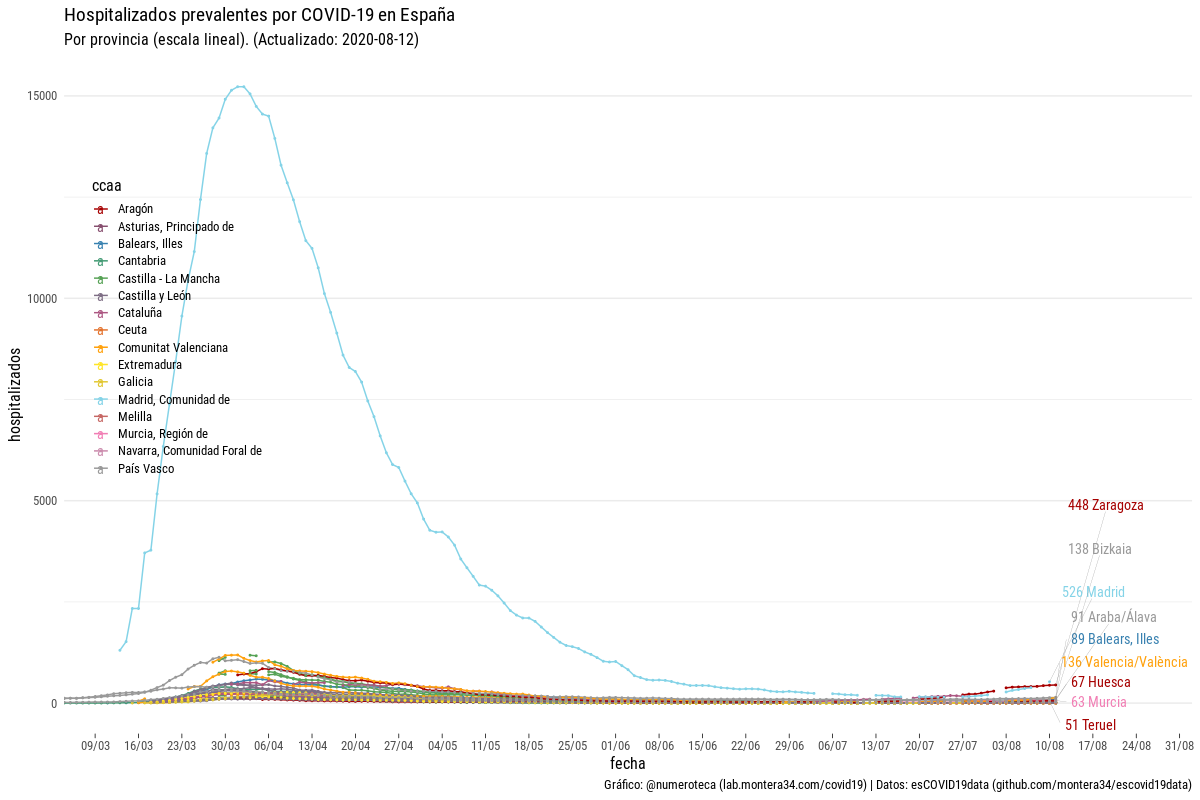 Hospitalizados prevalentes por COVID-19 en España
Por provincia (escala lineal). (Actualizado: 2020-08-12)
15000
10000
5000
0
hospitalizados
ccaa
a Aragón
a Asturias, Principado de
a Balears, Illes
a Cantabria
a Castilla - La Mancha
a Castilla y León
a Cataluña
a Ceuta
a Comunitat Valenciana
a Extremadura
a Galicia
a Madrid, Comunidad de
a Melilla
a Murcia, Región de
a Navarra, Comunidad Foral de
a País Vasco
448 Zaragoza
138 Bizkaia
526 Madrid
91 Araba/Álava
89 Balears, Illes
136 Valencia/València
67 Huesca
63 Murcia
51 Teruel
09/03 16/03 23/03 30/03 06/04 13/04 20/04 27/04 04/05 11/05 18/05 25/05 01/06 08/06 15/06 22/06 29/06 06/07 13/07 20/07 27/07 03/08 10/08 17/08 24/08 31/08
fecha
Gráfico: @numeroteca (lab.montera34.com/covid19) | Datos: esCOVID19data (github.com/montera34/escovid19data)